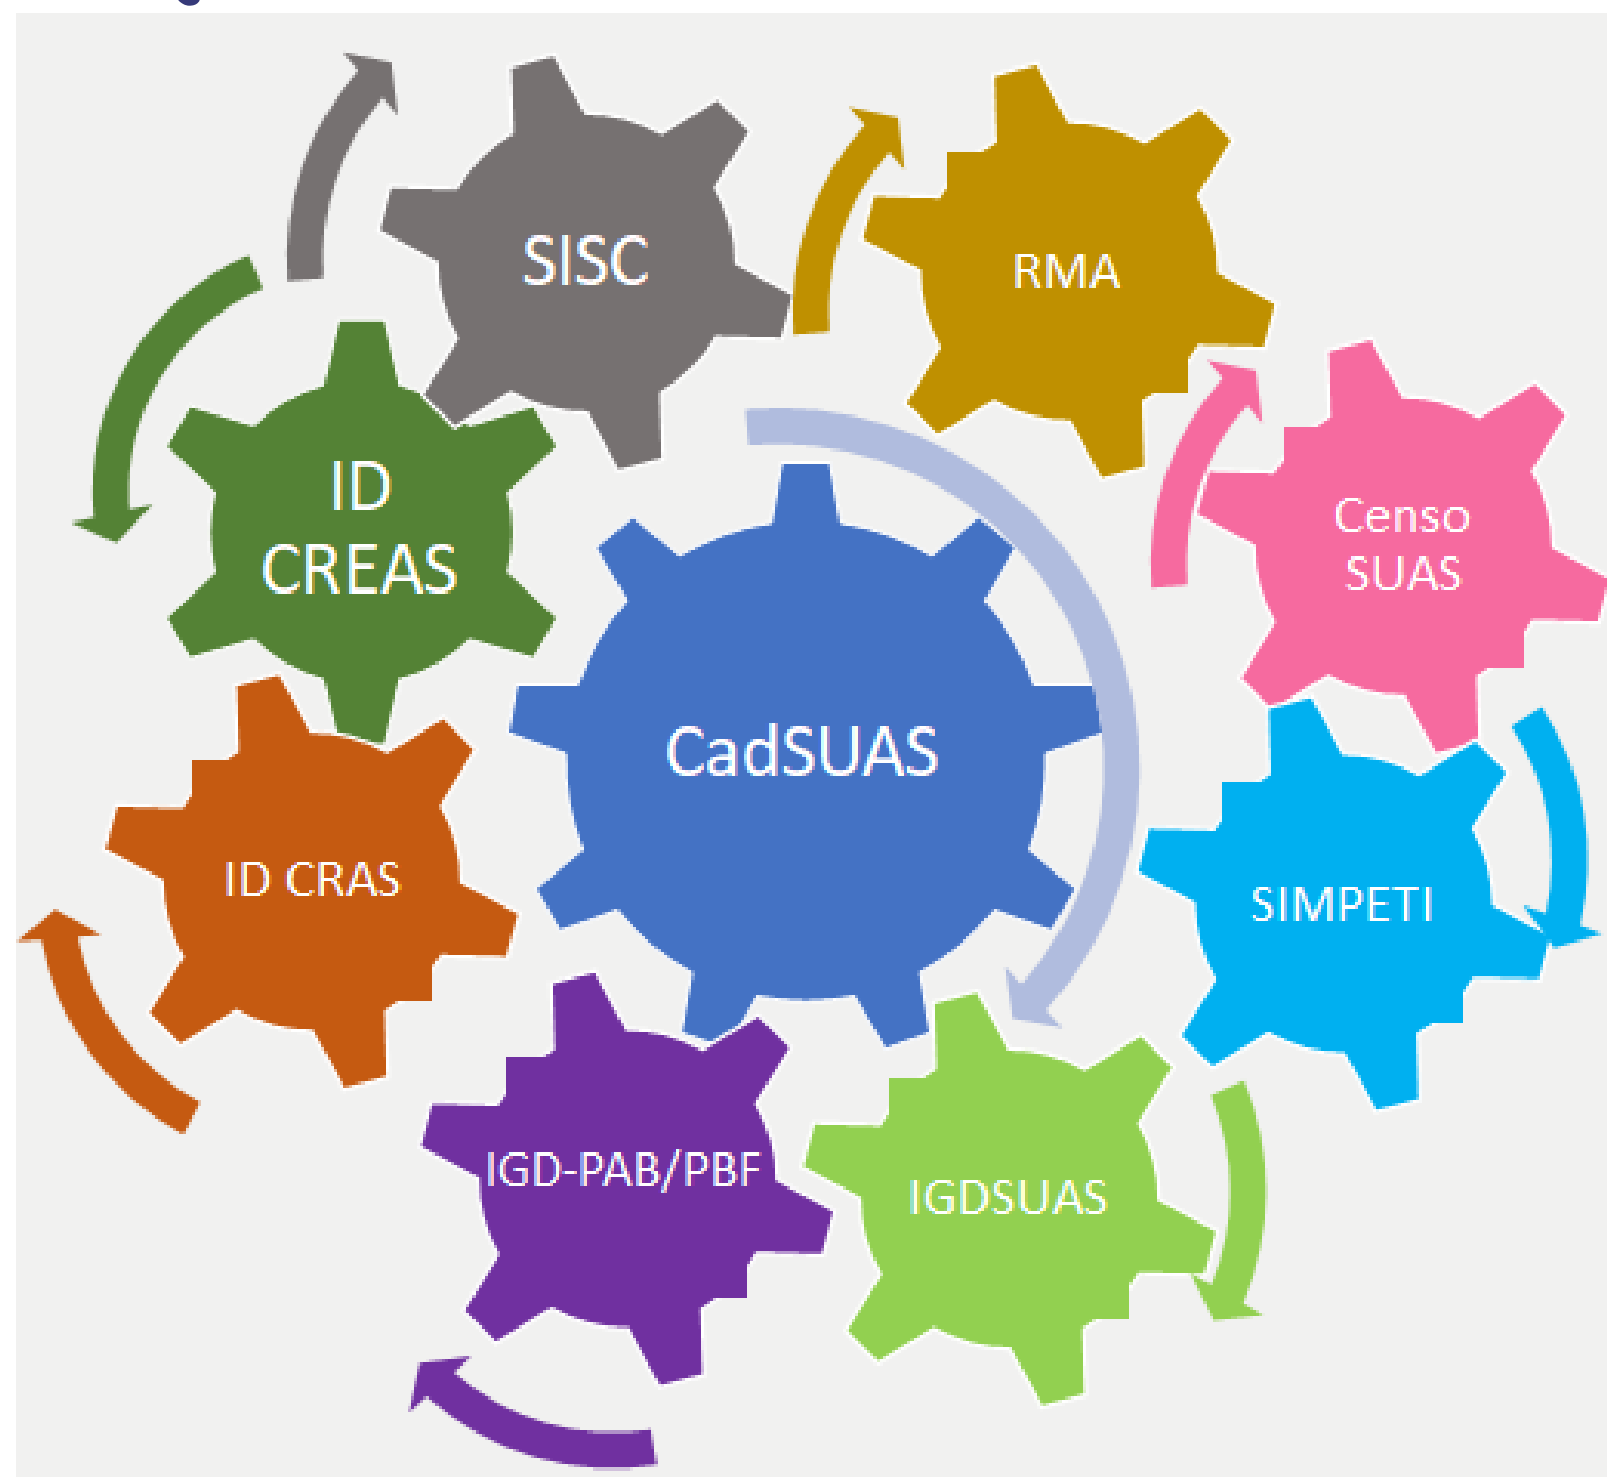 SISC
RMA
ID
CREAS
Censo
SUAS
CadSUAS
ID CRAS
SIMPETI
IGD-PAB/PBF
IGDSUAS